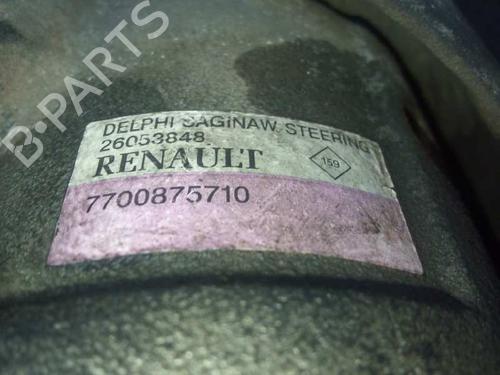 B-PARTS
DELPHI SAGINAW STEERING
26053848
RENAULT
159
7700875710